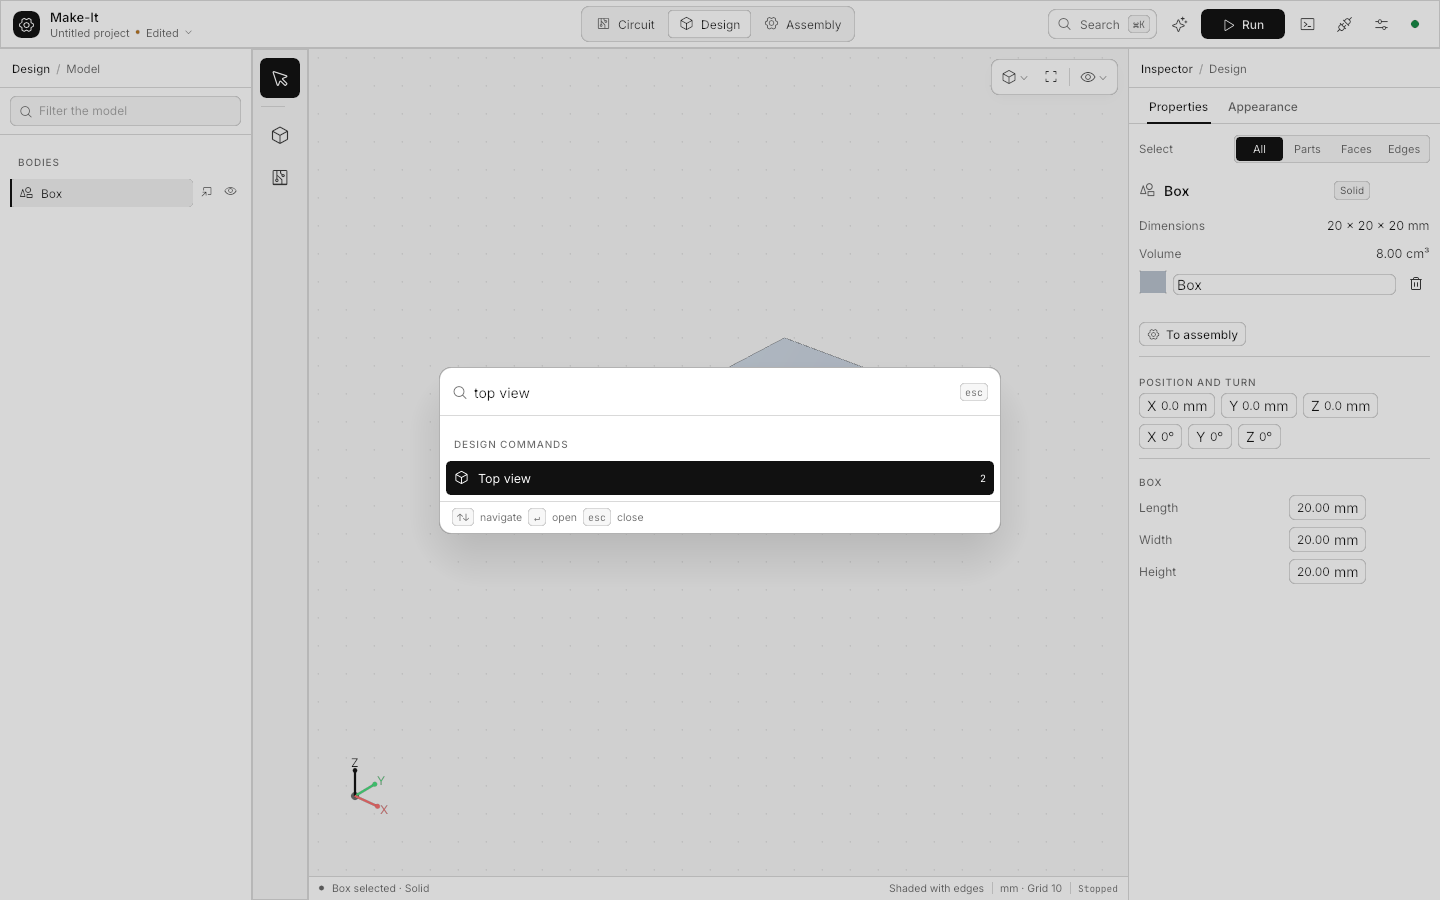 Make-It
Untitled project • Edited
Circuit
Design
Assembly
Search ⌘K
Run
Design / Model
Filter the model
BODIES
Box
Inspector / Design
Properties
Appearance
Select
All
Parts
Faces
Edges
Box
Solid
Dimensions
20 × 20 × 20 mm
Volume
8.00 cm³
Box
To assembly
POSITION AND TURN
X 0.0 mm
Y 0.0 mm
Z 0.0 mm
X 0°
Y 0°
Z 0°
BOX
Length
20.00 mm
Width
20.00 mm
Height
20.00 mm
top view
esc
DESIGN COMMANDS
Top view
2
↑↓ navigate ↵ open esc close
Z
Y
X
Box selected · Solid
Shaded with edges
mm · Grid 10
Stopped